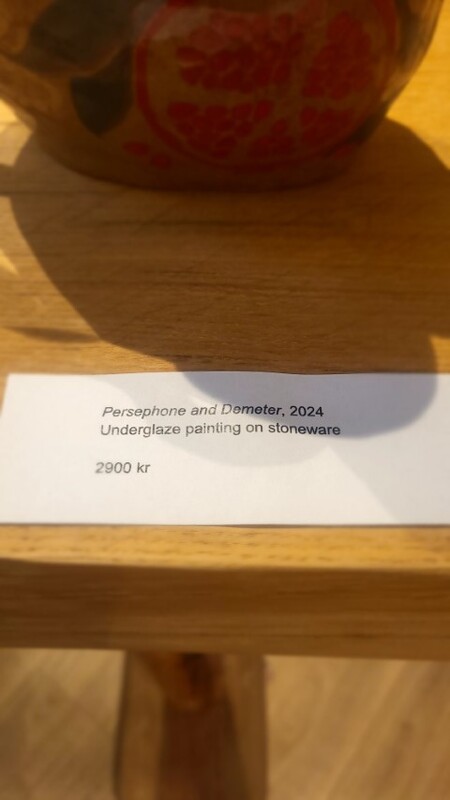 Persephone and Demeter, 2024
Underglaze painting on stoneware
2900 kr